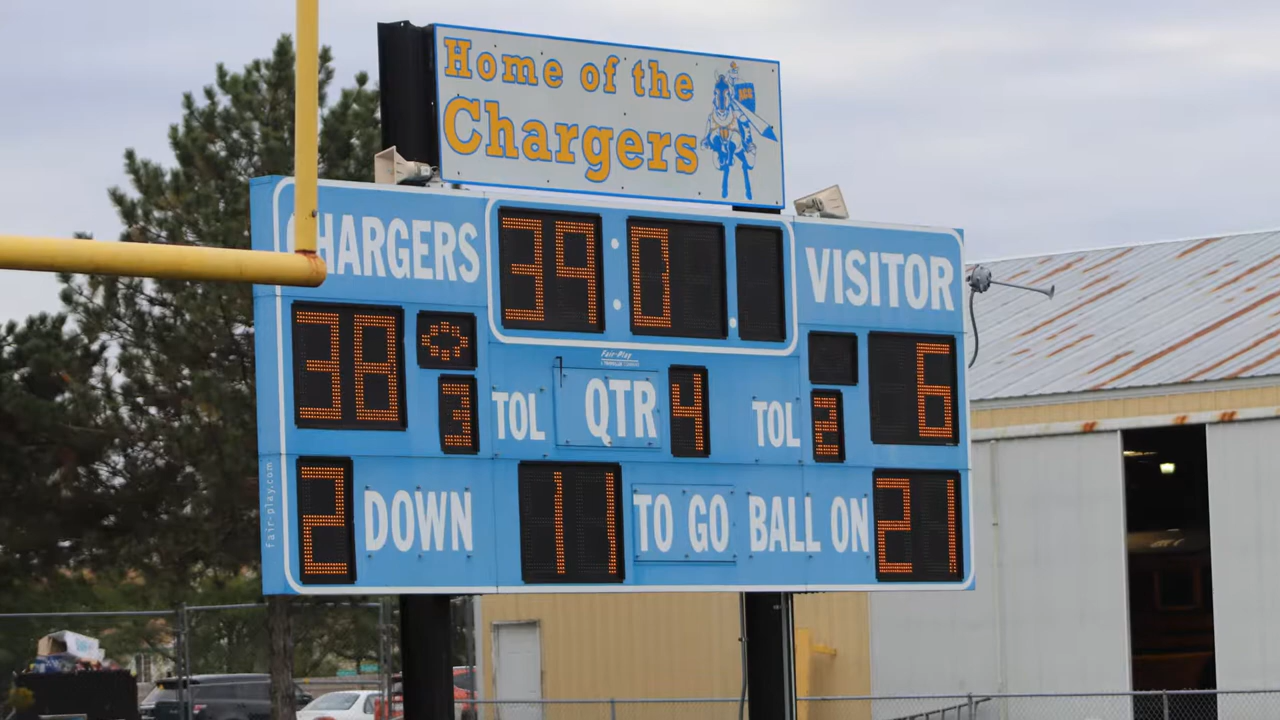 Home of the
Chargers
CHARGERS
39:0
VISITOR
38
6
Fair-Play
3 TOL QTR 4 TOL 2
2 DOWN 11 TO GO BALL ON 21
fair-play.com